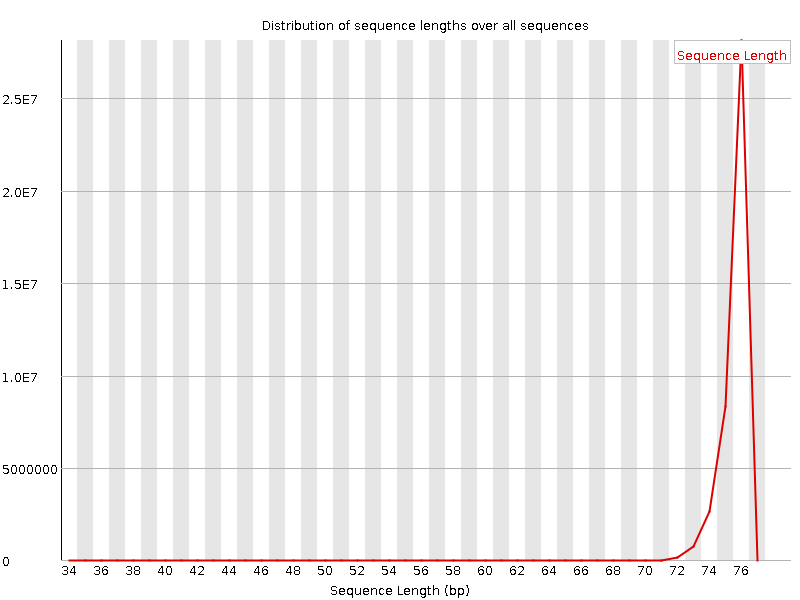 Distribution of sequence lengths over all sequences
Sequence Length
2.5E7
2.0E7
1.5E7
1.0E7
5000000
0
34 36 38 40 42 44 46 48 50 52 54 56 58 60 62 64 66 68 70 72 74 76
Sequence Length (bp)